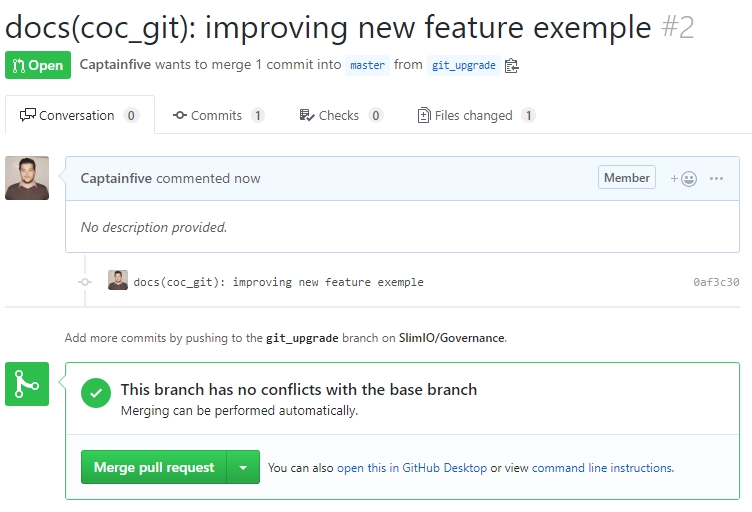 docs(coc_git): improving new feature exemple #2
Open Captainfive wants to merge 1 commit into master from git_upgrade
Conversation 0 Commits 1 Checks 0 Files changed 1
Captainfive commented now Member
No description provided.
docs(coc_git): improving new feature exemple 0af3c30
Add more commits by pushing to the git_upgrade branch on SlimIO/Governance.
This branch has no conflicts with the base branch
Merging can be performed automatically.
Merge pull request You can also open this in GitHub Desktop or view command line instructions.